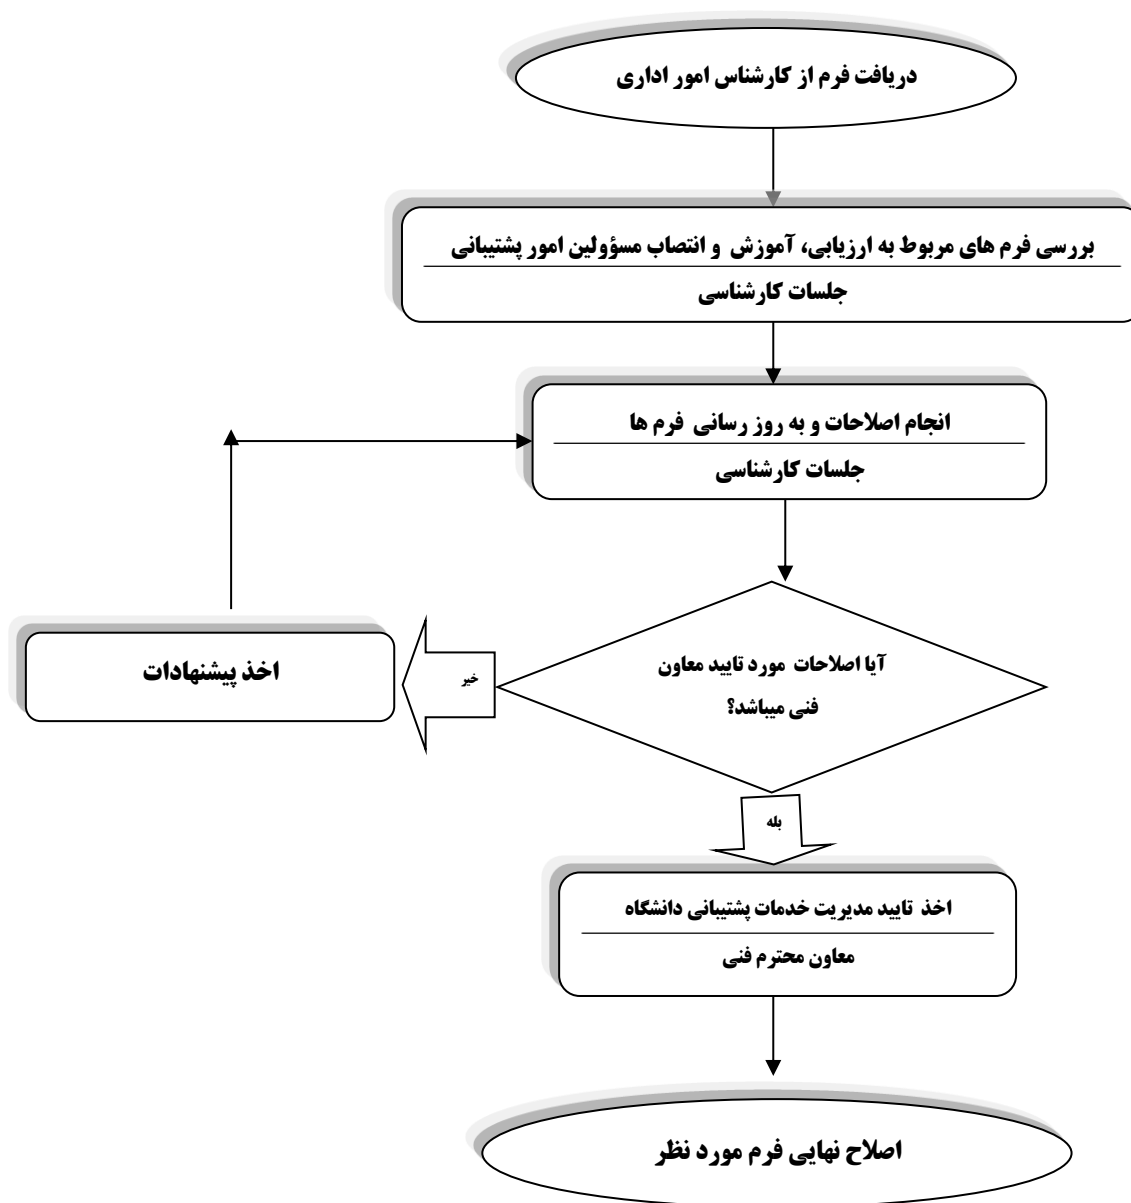 دریافت فرم از کارشناس امور اداری
بررسی فرم های مربوط به ارزیابی، آموزش و انتصاب مسؤولین امور پشتیبانی
جلسات کارشناسی
انجام اصلاحات و به روز رسانی فرم ها
جلسات کارشناسی
آیا اصلاحات مورد تایید معاون
فنی میباشد؟
خیر
اخذ پیشنهادات
بله
اخذ تایید مدیریت خدمات پشتیبانی دانشگاه
معاون محترم فنی
اصلاح نهایی فرم مورد نظر